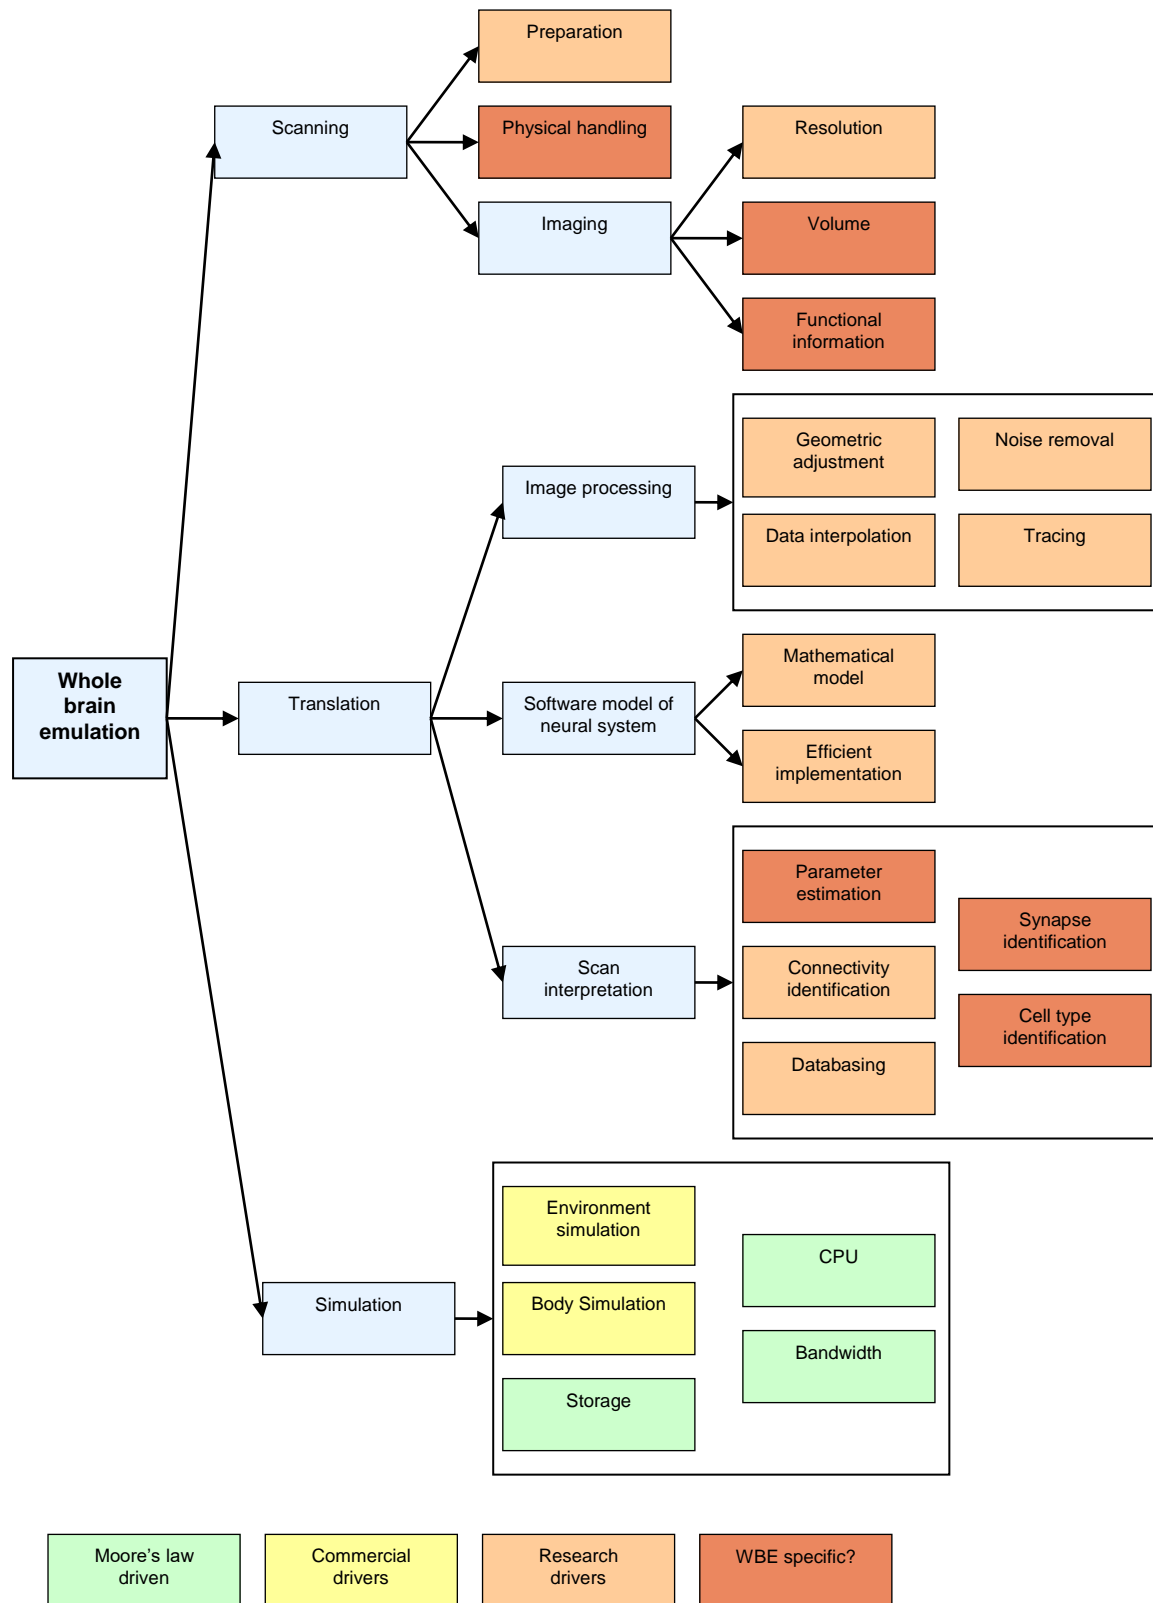 Preparation
Scanning
Physical handling
Resolution
Imaging
Volume
Functional
information
Geometric
adjustment
Noise removal
Image processing
Data interpolation
Tracing
Whole
brain
emulation
Translation
Software model of
neural system
Mathematical
model
Efficient
implementation
Parameter
estimation
Synapse
identification
Scan
interpretation
Connectivity
identification
Cell type
identification
Databasing
Environment
simulation
CPU
Simulation
Body Simulation
Bandwidth
Storage
Moore’s law
driven
Commercial
drivers
Research
drivers
WBE specific?